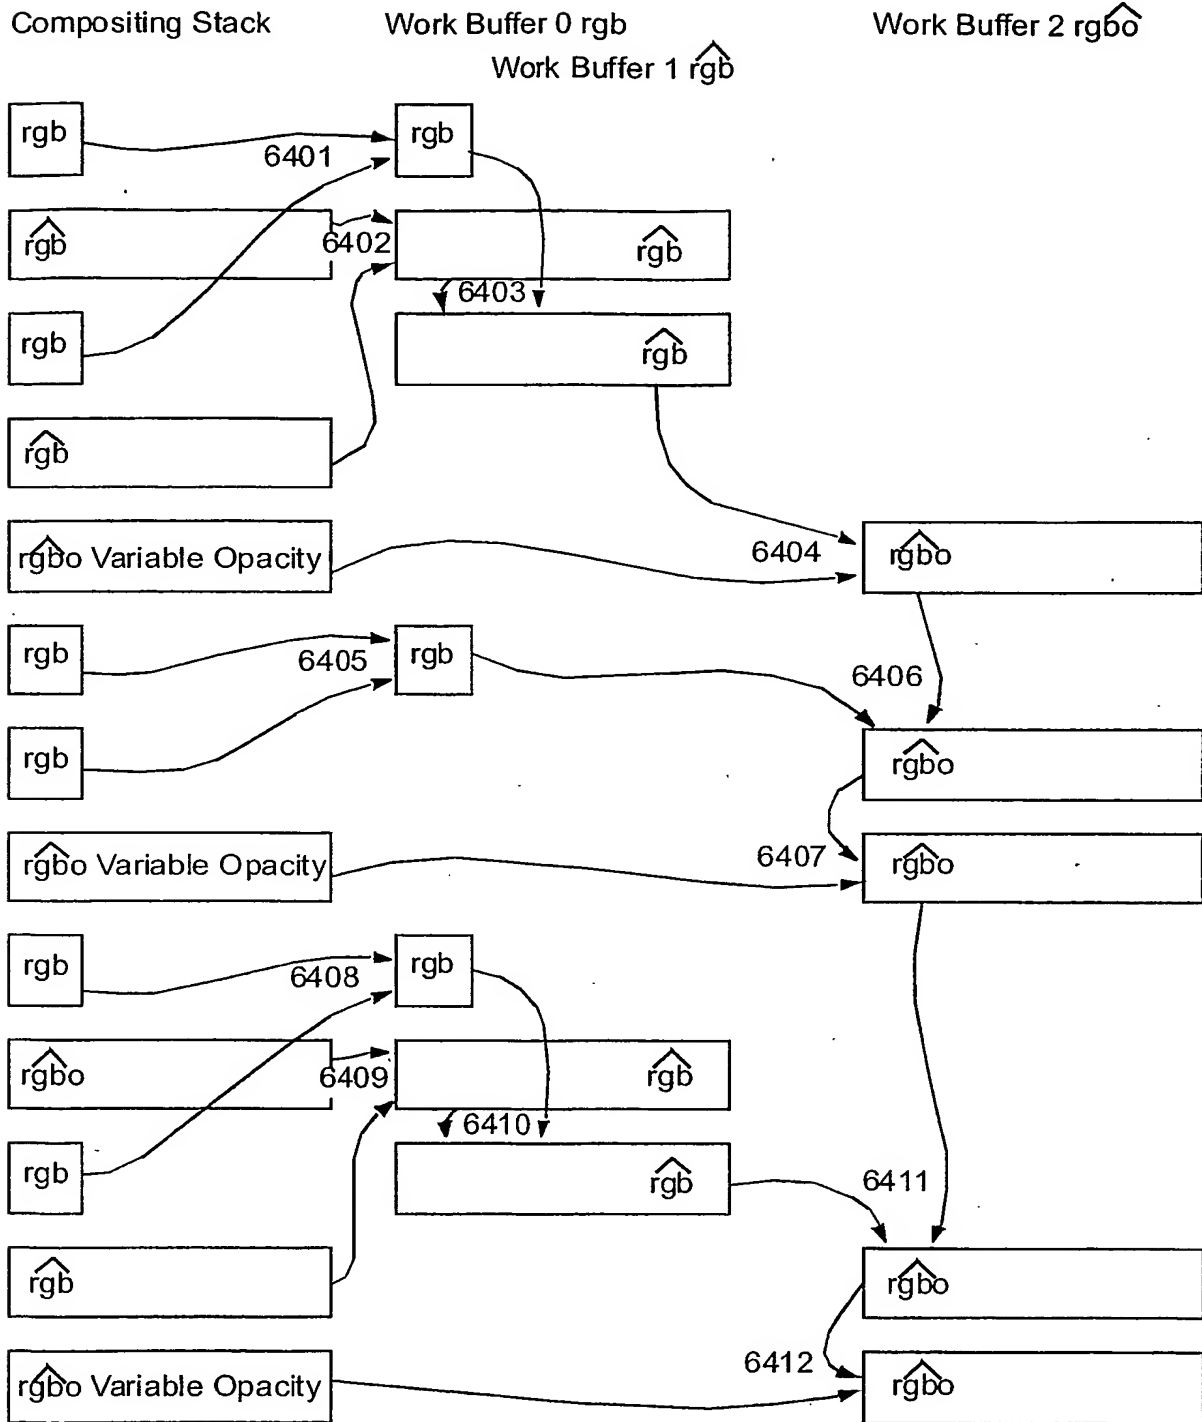 Compositing Stack Work Buffer 0 rgb Work Buffer 2 rgbo
Work Buffer 1 rgb
rgb
6401
rgb
rgb
6402
rgb
6403
rgb
rgb
rgb
rgbo Variable Opacity
6404
rgbo
rgb
6405
rgb
6406
rgb
rgbo
rgbo Variable Opacity
6407
rgbo
rgb
6408
rgb
rgbo
6409
rgb
6410
rgb
rgb
6411
rgb
rgbo
6412
rgbo Variable Opacity
rgbo